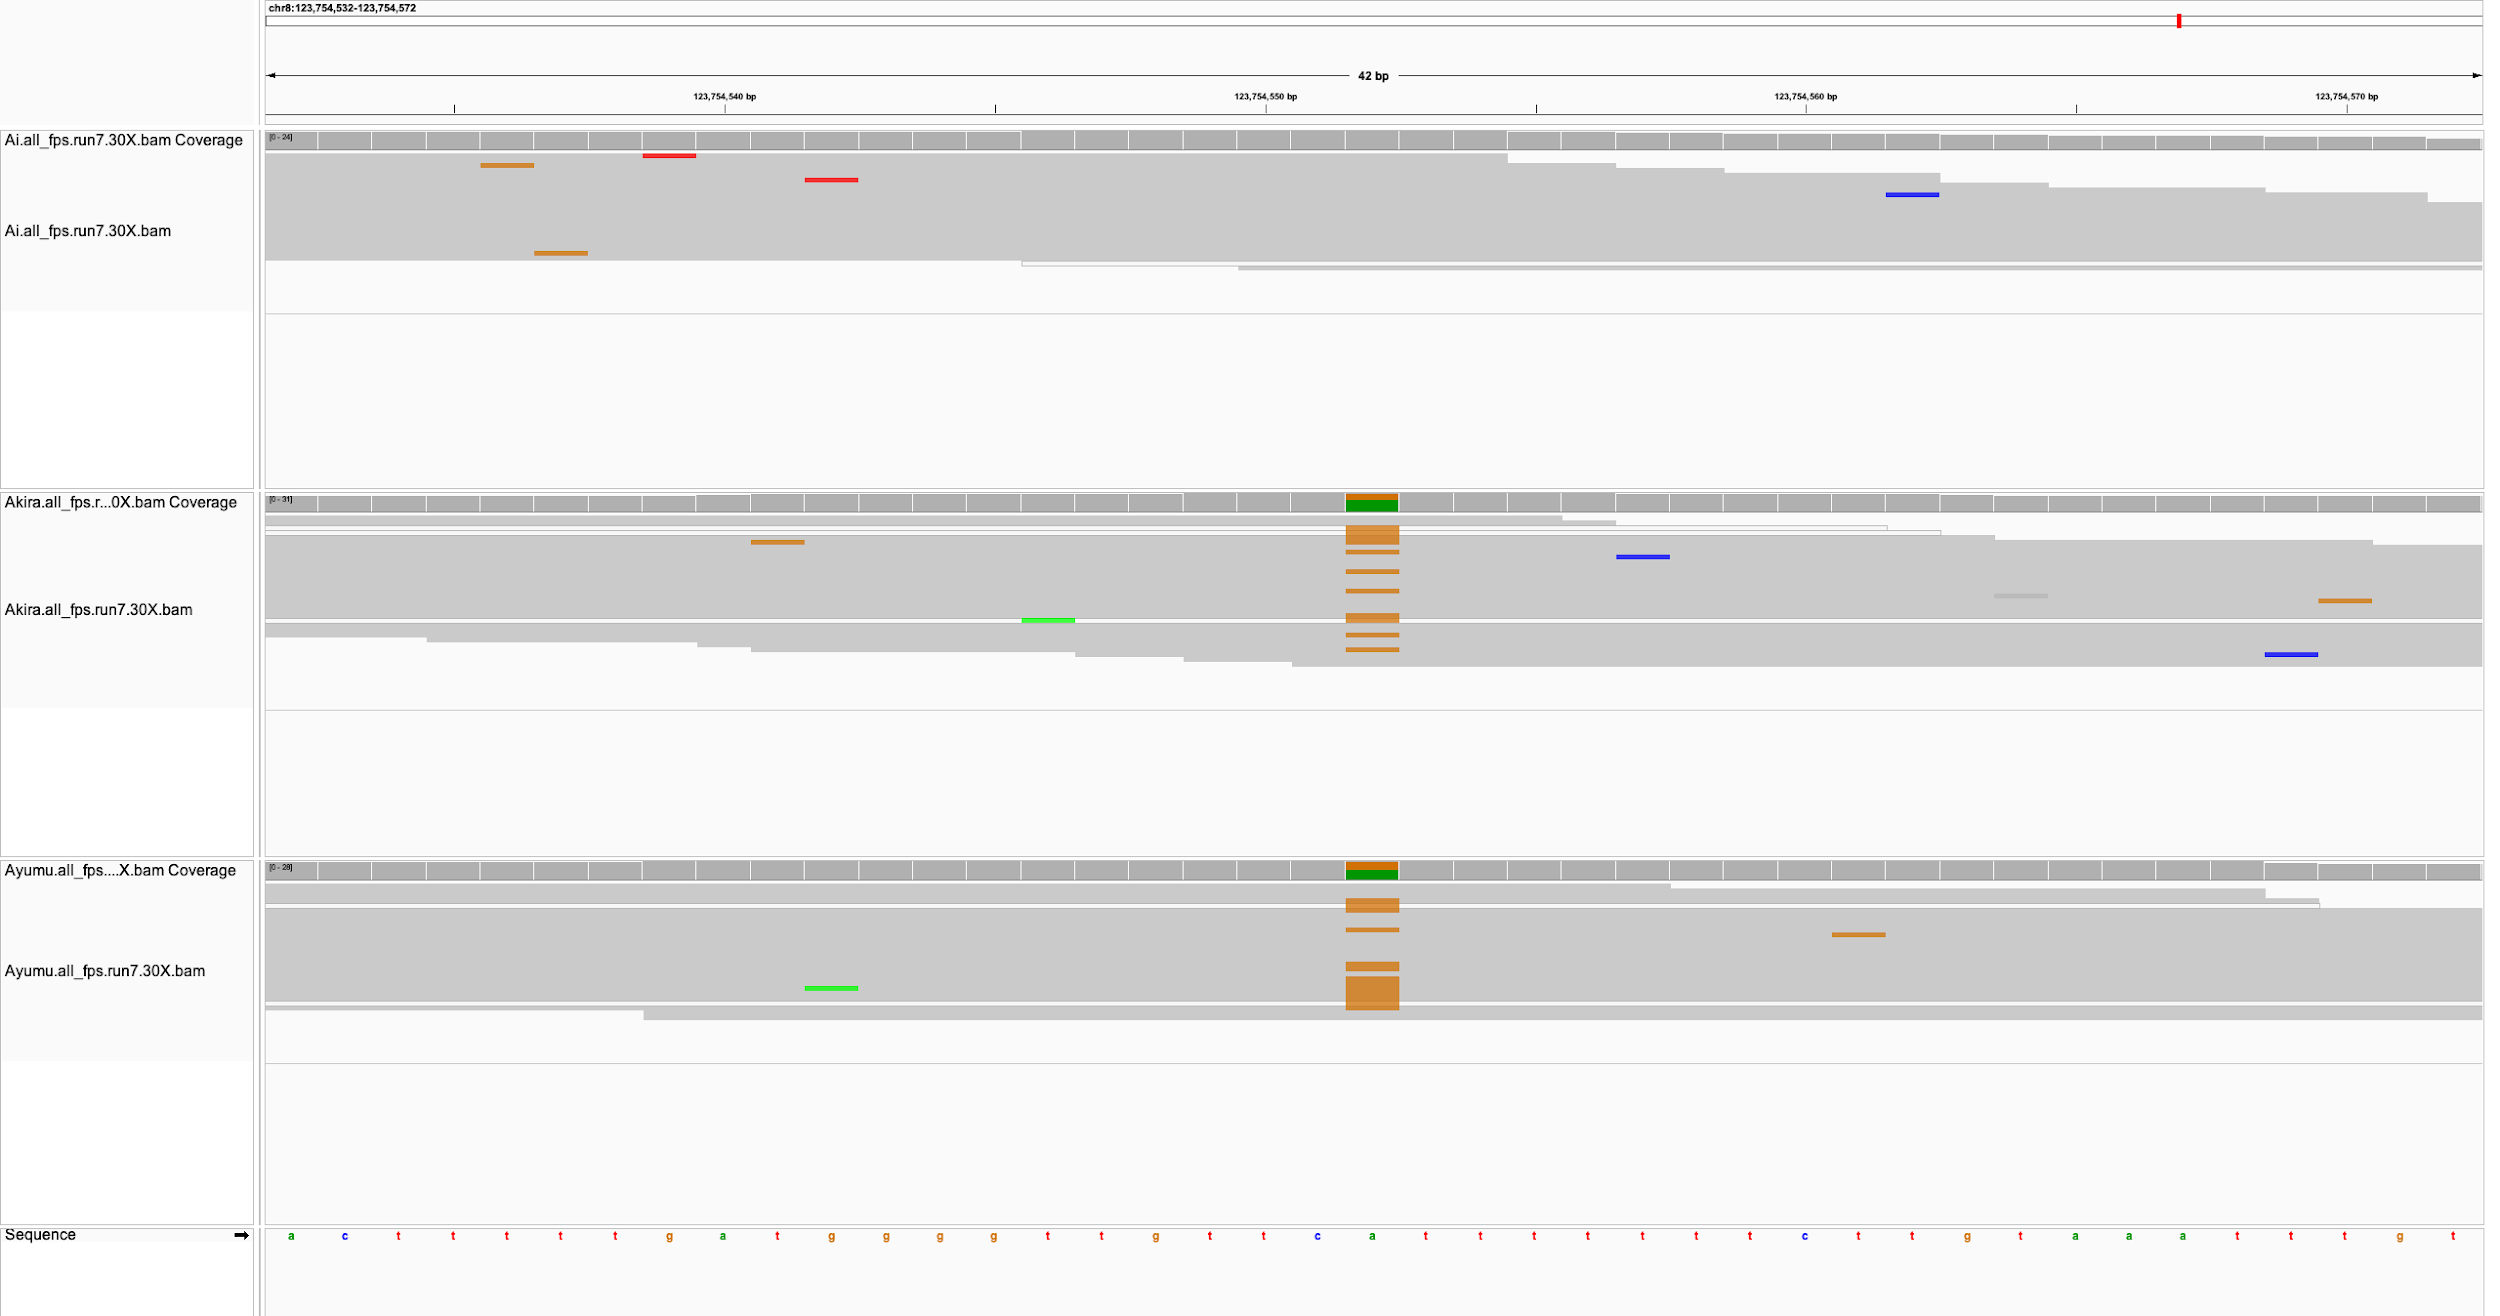 chr8:123,754,532-123,754,572
42 bp
123,754,540 bp 123,754,550 bp 123,754,560 bp 123,754,570 bp
Ai.all_fps.run7.30X.bam Coverage
[0 - 24]
Ai.all_fps.run7.30X.bam
Akira.all_fps.r...0X.bam Coverage
[0 - 31]
Akira.all_fps.run7.30X.bam
Ayumu.all_fps....X.bam Coverage
[0 - 28]
Ayumu.all_fps.run7.30X.bam
Sequence a c t t t t t g a t g g g g t t g t t c a t t t t t t t c t t g t a a a t t t g t